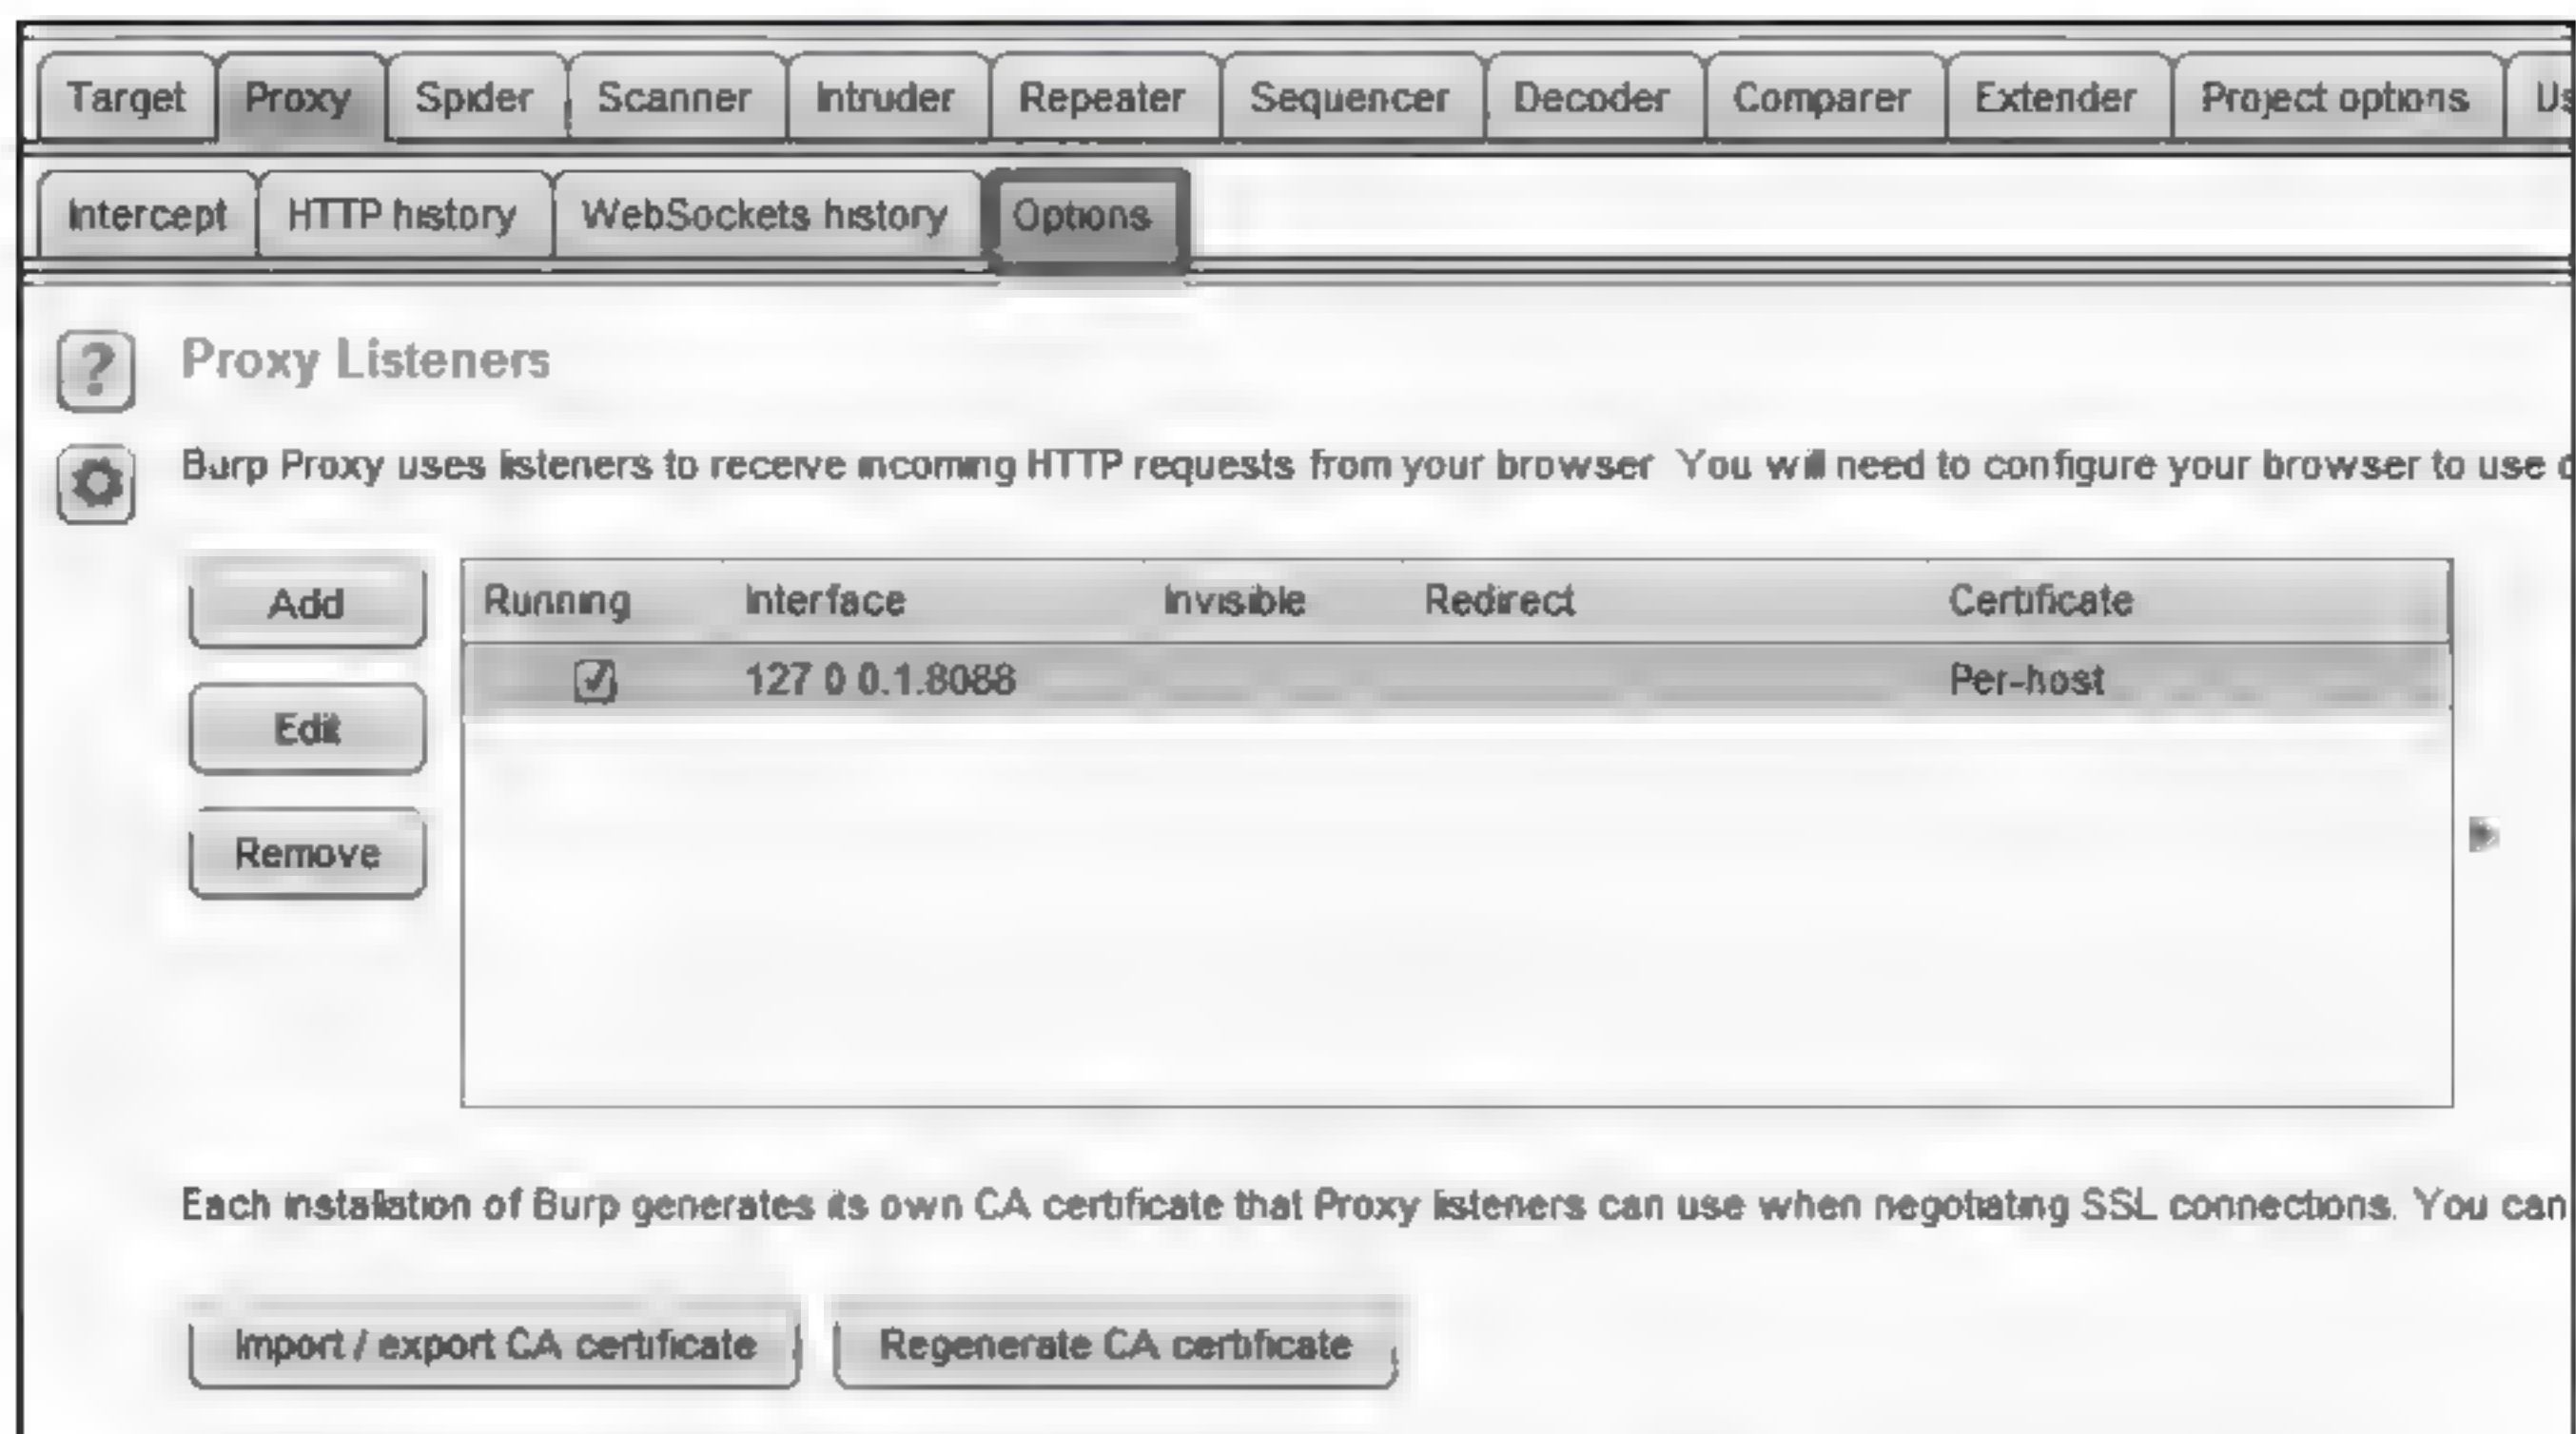 Target Proxy Spider Scanner Intruder Repeater Sequencer Decoder Comparer Extender Project options Us
Intercept HTTP history WebSockets history Options
? Proxy Listeners
Burp Proxy uses listeners to receive incoming HTTP requests from your browser You will need to configure your browser to use
Add Running Interface Invisible Redirect Certificate
127 0 0.1.8088 Per-host
Edit
Remove
Each installation of Burp generates its own CA certificate that Proxy listeners can use when negotiating SSL connections. You can
Import / export CA certificate Regenerate CA certificate